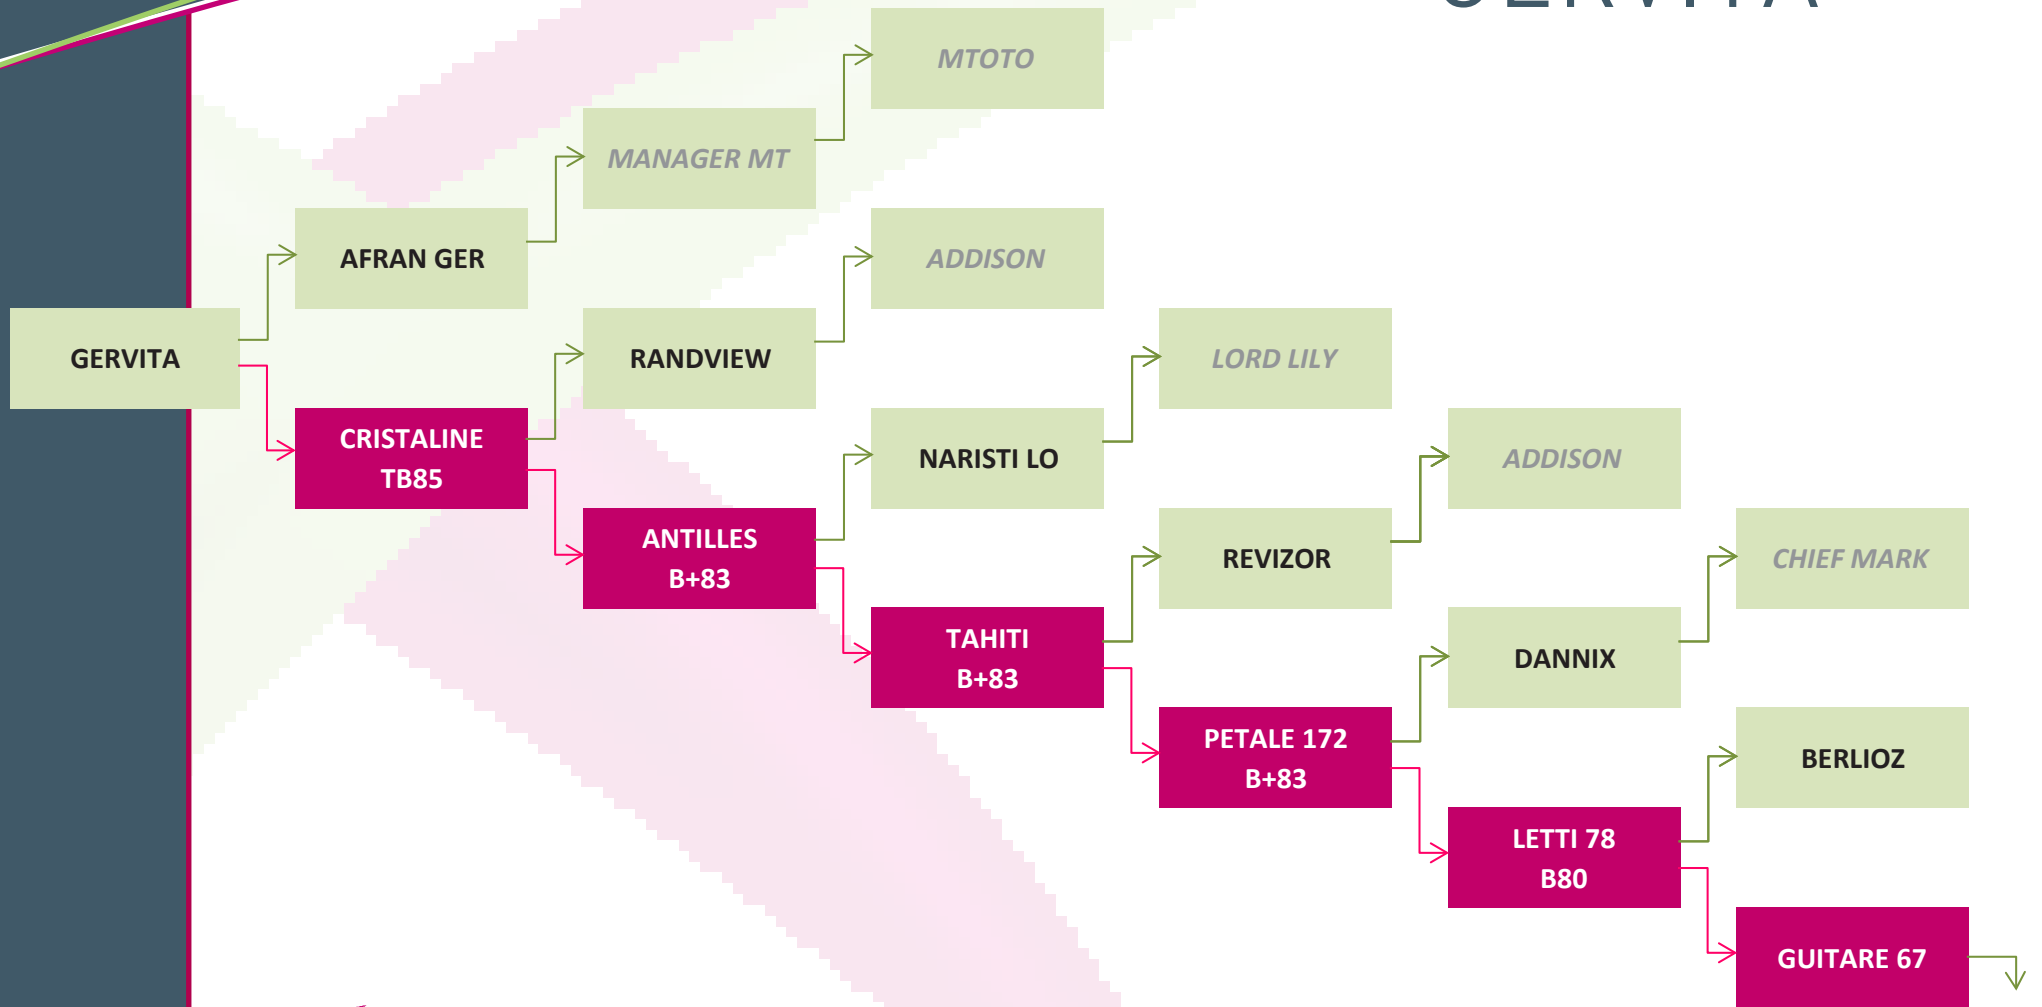 GERVITA
MTOTO
MANAGER MT
AFRAN GER
ADDISON
GERVITA
RANDVIEW
LORD LILY
CRISTALINE
TB85
NARISTI LO
ADDISON
ANTILLES
B+83
REVIZOR
CHIEF MARK
TAHITI
B+83
DANNIX
PETALE 172
B+83
BERLIOZ
LETTI 78
B80
GUITARE 67